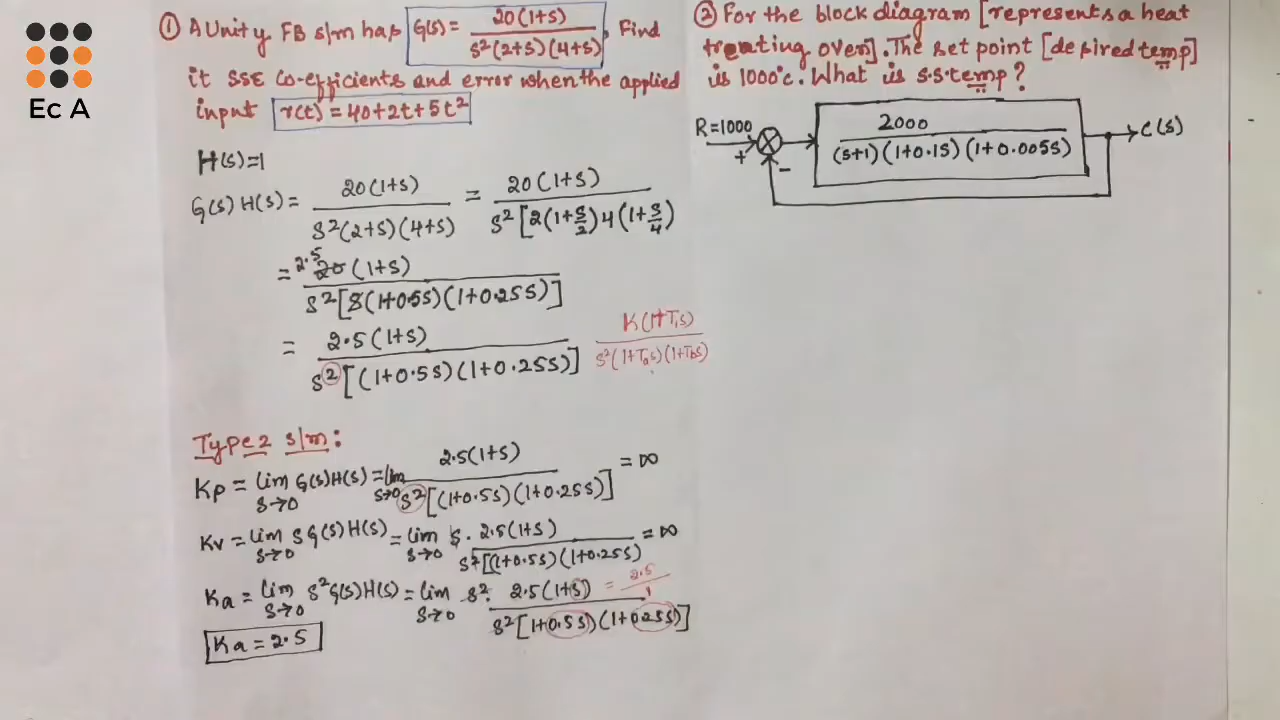 Ec A
① A Unity FB s/m has G(s) = 20(1+s) / s²(2+s)(4+s), Find
it SSE Co-efficients and error when the applied
input r(t) = 40+2t+5t²
H(s)=1
G(s) H(s) = 20(1+s) / s²(2+s)(4+s) = 20(1+s) / s²[2(1+s/2)4(1+s/4)
= 2.5 20(1+s) / s²[8(1+0.5s)(1+0.25s)]
= 2.5(1+s) / s²[(1+0.5s)(1+0.25s)] K(1+T₁s) / s²(1+Tas)(1+Tbs)
Type 2 s/m:
Kp = lim s→0 G(s)H(s) = lim s→0 2.5(1+s) / s²[(1+0.5s)(1+0.25s)] = ∞
Kv = lim s→0 s G(s) H(s) = lim s→0 s. 2.5(1+s) / s²[(1+0.5s)(1+0.25s) = ∞
Ka = lim s→0 s²G(s)H(s) = lim s→0 s². 2.5(1+s) / s²[1+0.5s)(1+0.25s)] = 2.5/1
Ka = 2.5
② For the block diagram [represents a heat
treating oven]. The set point [desired temp]
is 1000°c. What is s.s temp?
R=1000 + - 2000 / (s+1)(1+0.1s)(1+0.005s) C(s)